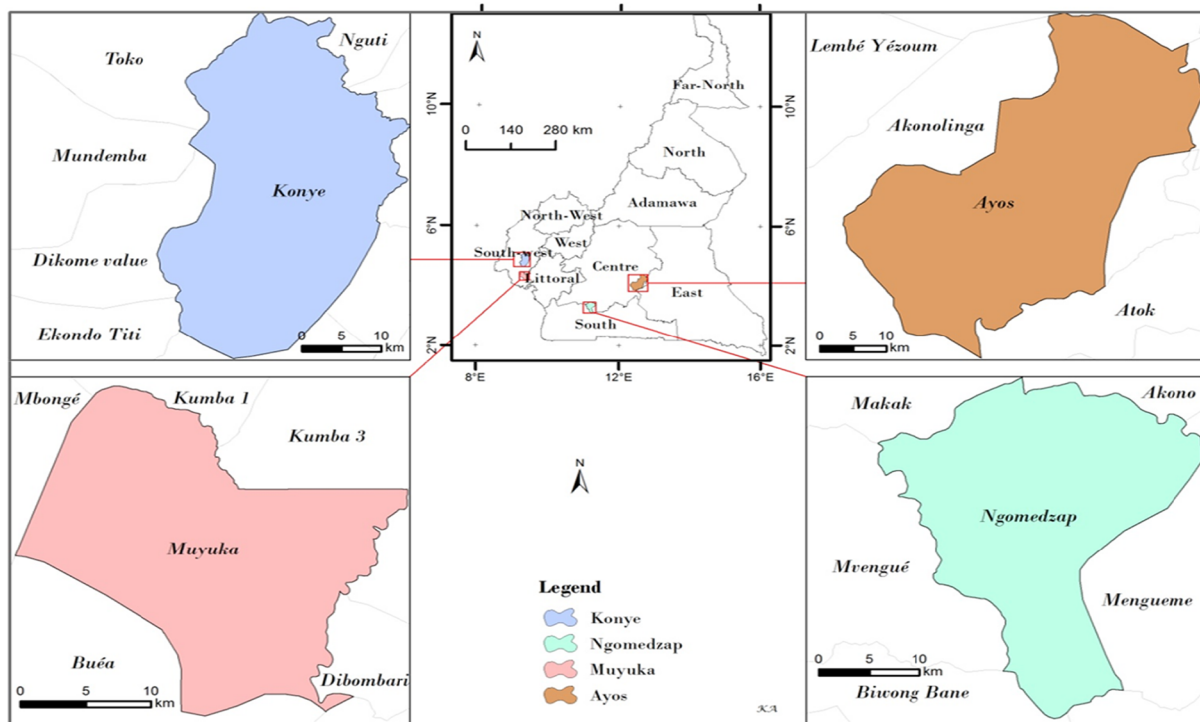 Toko
Nguti
Mundemba
Konye
Dikome value
Ekondo Titi
0 5 10
km
N
0 140 280 km
Far-North
North
Adamawa
North-West
West
South-west
Littoral
Centre
East
South
10°N
6°N
2°N
10°N
6°N
2°N
8°E
12°E
16°E
Lembé Yézoum
Akonolinga
Ayos
Atok
0 5 10
km
Mbongé
Kumba 1
Kumba 3
Muyuka
Buéa
Dibombari
0 5 10
km
N
Legend
Konye
Ngomedzap
Muyuka
Ayos
KA
Makak
Akono
Ngomedzap
Mvengué
Mengueme
0 5 10
km
Biwong Bane